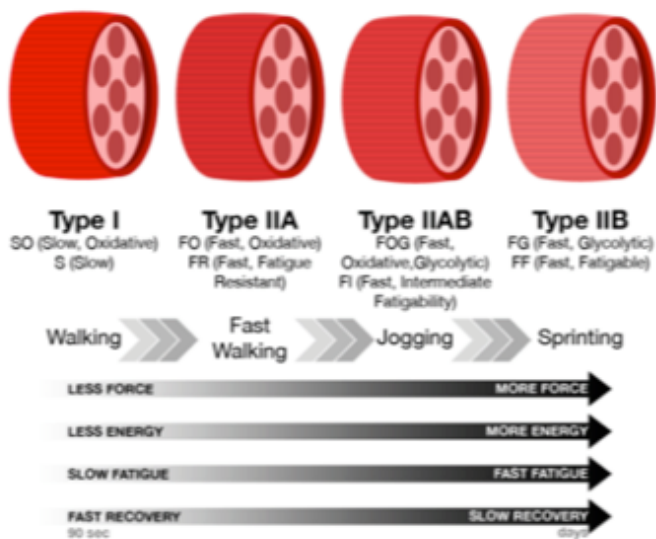 Type I
SO (Slow, Oxidative)
S (Slow)
Type IIA
FO (Fast, Oxidative)
FR (Fast, Fatigue
Resistant)
Type IIAB
FOG (Fast,
Oxidative,Glycolytic)
FI (Fast, Intermediate
Fatigability)
Type IIB
FG (Fast, Glycolytic)
FF (Fast, Fatigable)
Walking
Fast
Walking
Jogging
Sprinting
LESS FORCE MORE FORCE
LESS ENERGY MORE ENERGY
SLOW FATIGUE FAST FATIGUE
FAST RECOVERY SLOW RECOVERY
90 sec days